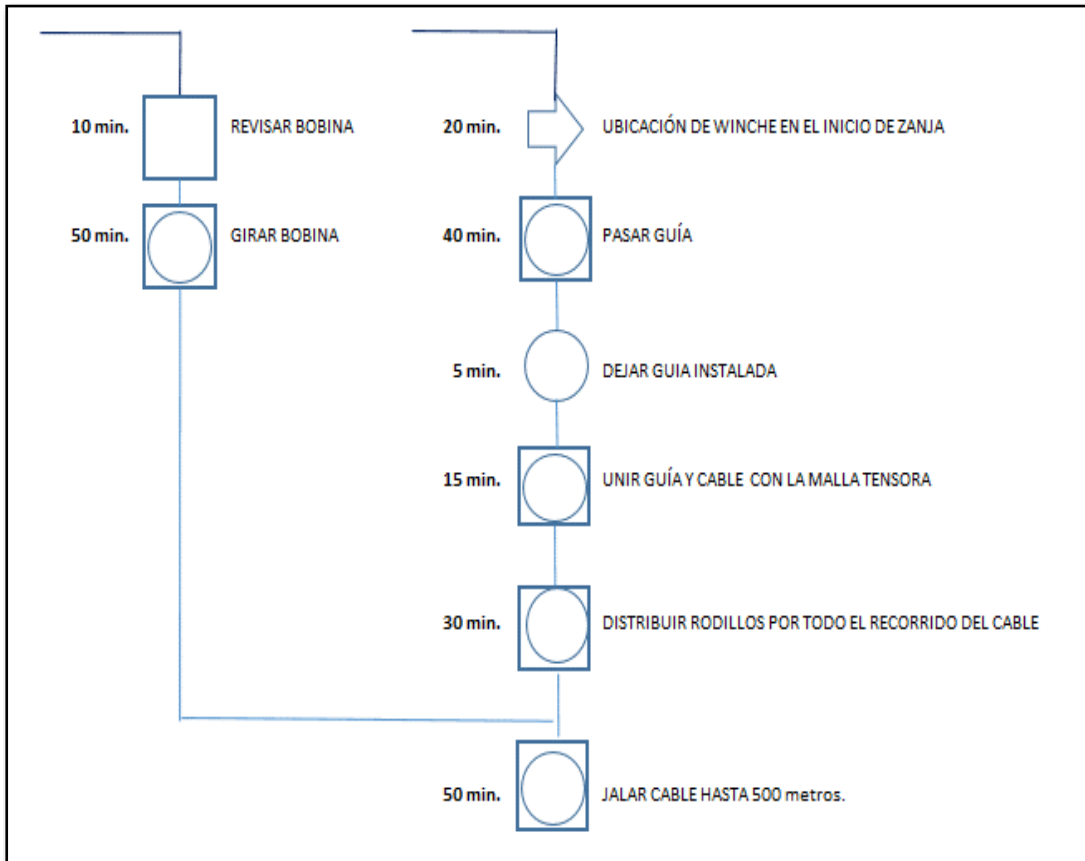 10 min. REVISAR BOBINA
50 min. GIRAR BOBINA
20 min. UBICACIÓN DE WINCHE EN EL INICIO DE ZANJA
40 min. PASAR GUÍA
5 min. DEJAR GUIA INSTALADA
15 min. UNIR GUÍA Y CABLE CON LA MALLA TENSORA
30 min. DISTRIBUIR RODILLOS POR TODO EL RECORRIDO DEL CABLE
50 min. JALAR CABLE HASTA 500 metros.